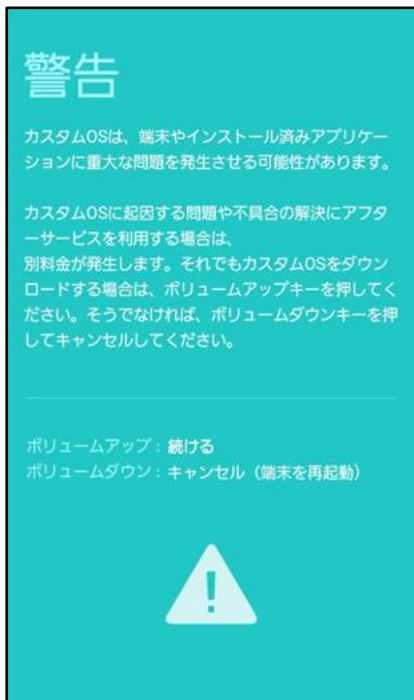 警告
カスタムOSは、端末やインストール済みアプリケー
ションに重大な問題を発生させる可能性があります。
カスタムOSに起因する問題や不具合の解決にアフタ
ーサービスを利用する場合は、
別料金が発生します。それでもカスタムOSをダウン
ロードする場合は、ボリュームアップキーを押してく
ださい。そうでなければ、ボリュームダウンキーを押
してキャンセルしてください。
ボリュームアップ : 続ける
ボリュームダウン : キャンセル（端末を再起動）